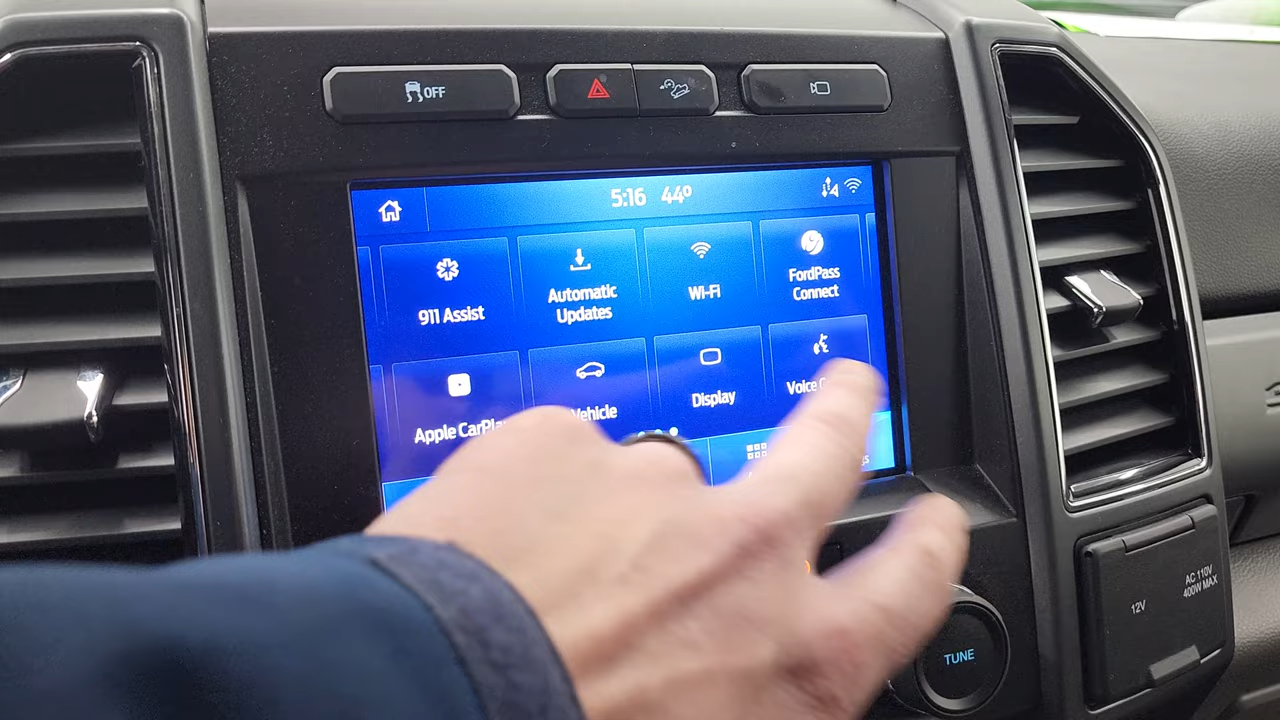 OFF
5:16 44°
911 Assist
Automatic
Updates
Wi-Fi
FordPass
Connect
Apple CarPlay
Vehicle
Display
Voice
TUNE
12V
AC 110V
400W MAX